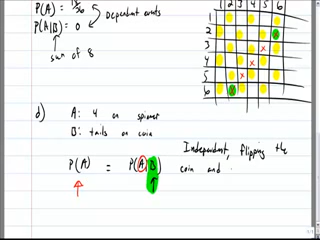 P(A) = 18/36
Dependent events
P(A|B) = 0
sum of 8
1 2 3 4 5 6
1
2
3
4
5
6
d) A: 4 on spinner
B: tails on coin
P(A) = P(A|B)
Independent, flipping the
coin and